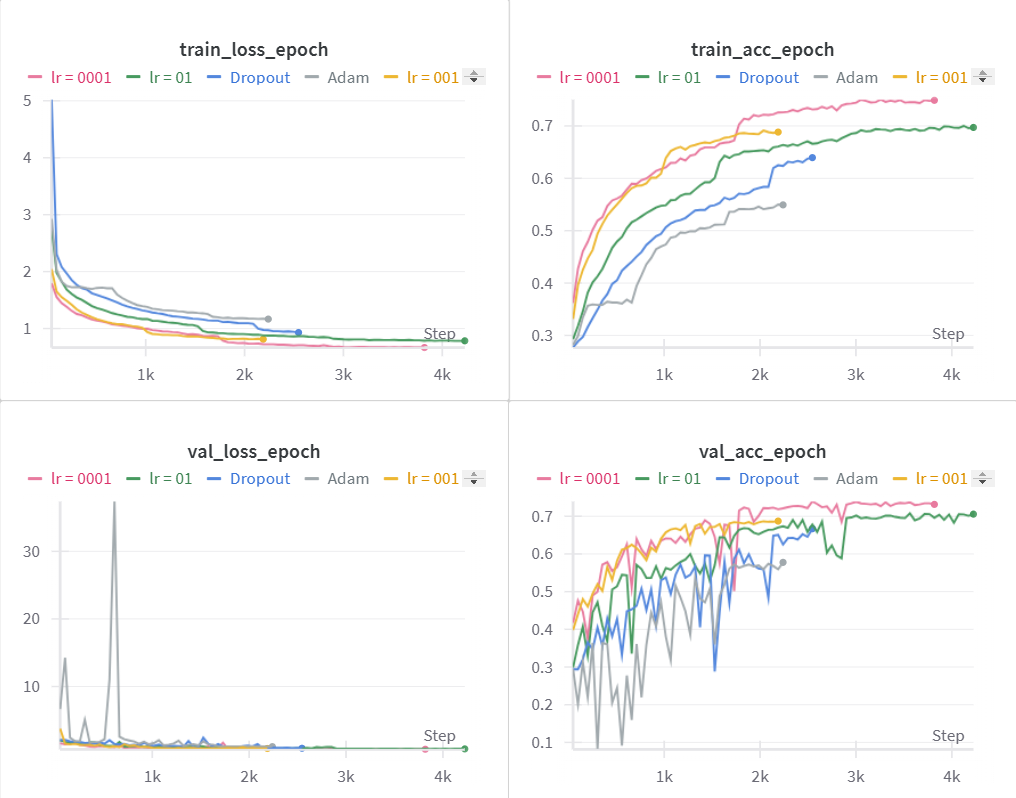 train_loss_epoch
lr = 0001 lr = 01 Dropout Adam lr = 001
5
4
3
2
1
Step
1k 2k 3k 4k
train_acc_epoch
lr = 0001 lr = 01 Dropout Adam lr = 001
0.7
0.6
0.5
0.4
0.3
Step
1k 2k 3k 4k
val_loss_epoch
lr = 0001 lr = 01 Dropout Adam lr = 001
30
20
10
Step
1k 2k 3k 4k
val_acc_epoch
lr = 0001 lr = 01 Dropout Adam lr = 001
0.7
0.6
0.5
0.4
0.3
0.2
0.1
Step
1k 2k 3k 4k